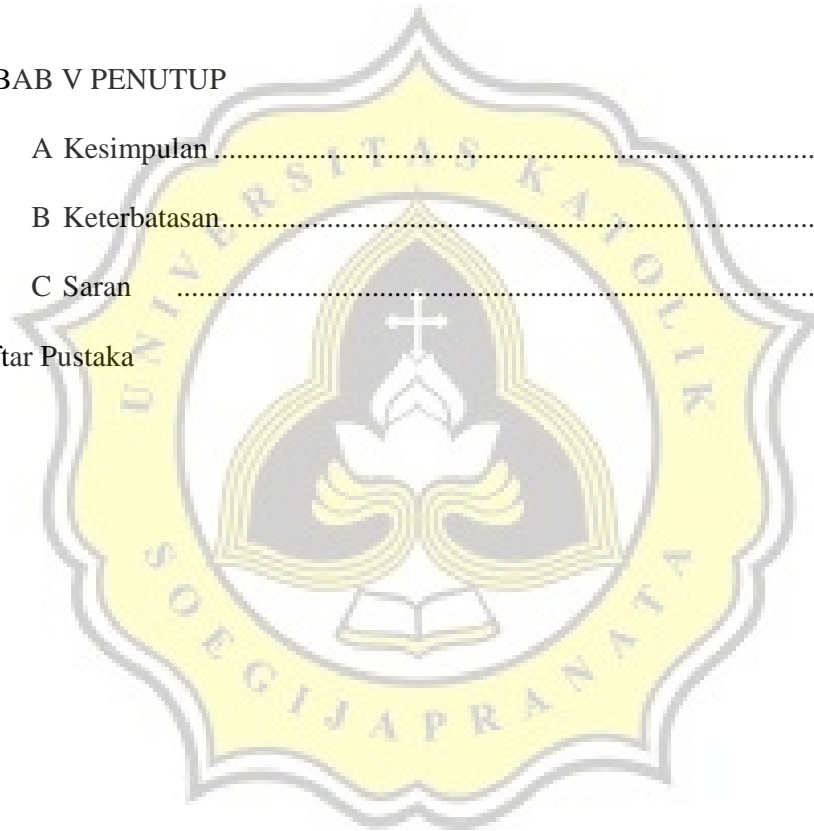 BAB V PENUTUP
A Kesimpulan ....................................................................................
B Keterbatasan...................................................................................
C Saran ....................................................................................
ftar Pustaka
UNIVERSITAS KATOLIK
SOEGIJAPRANATA